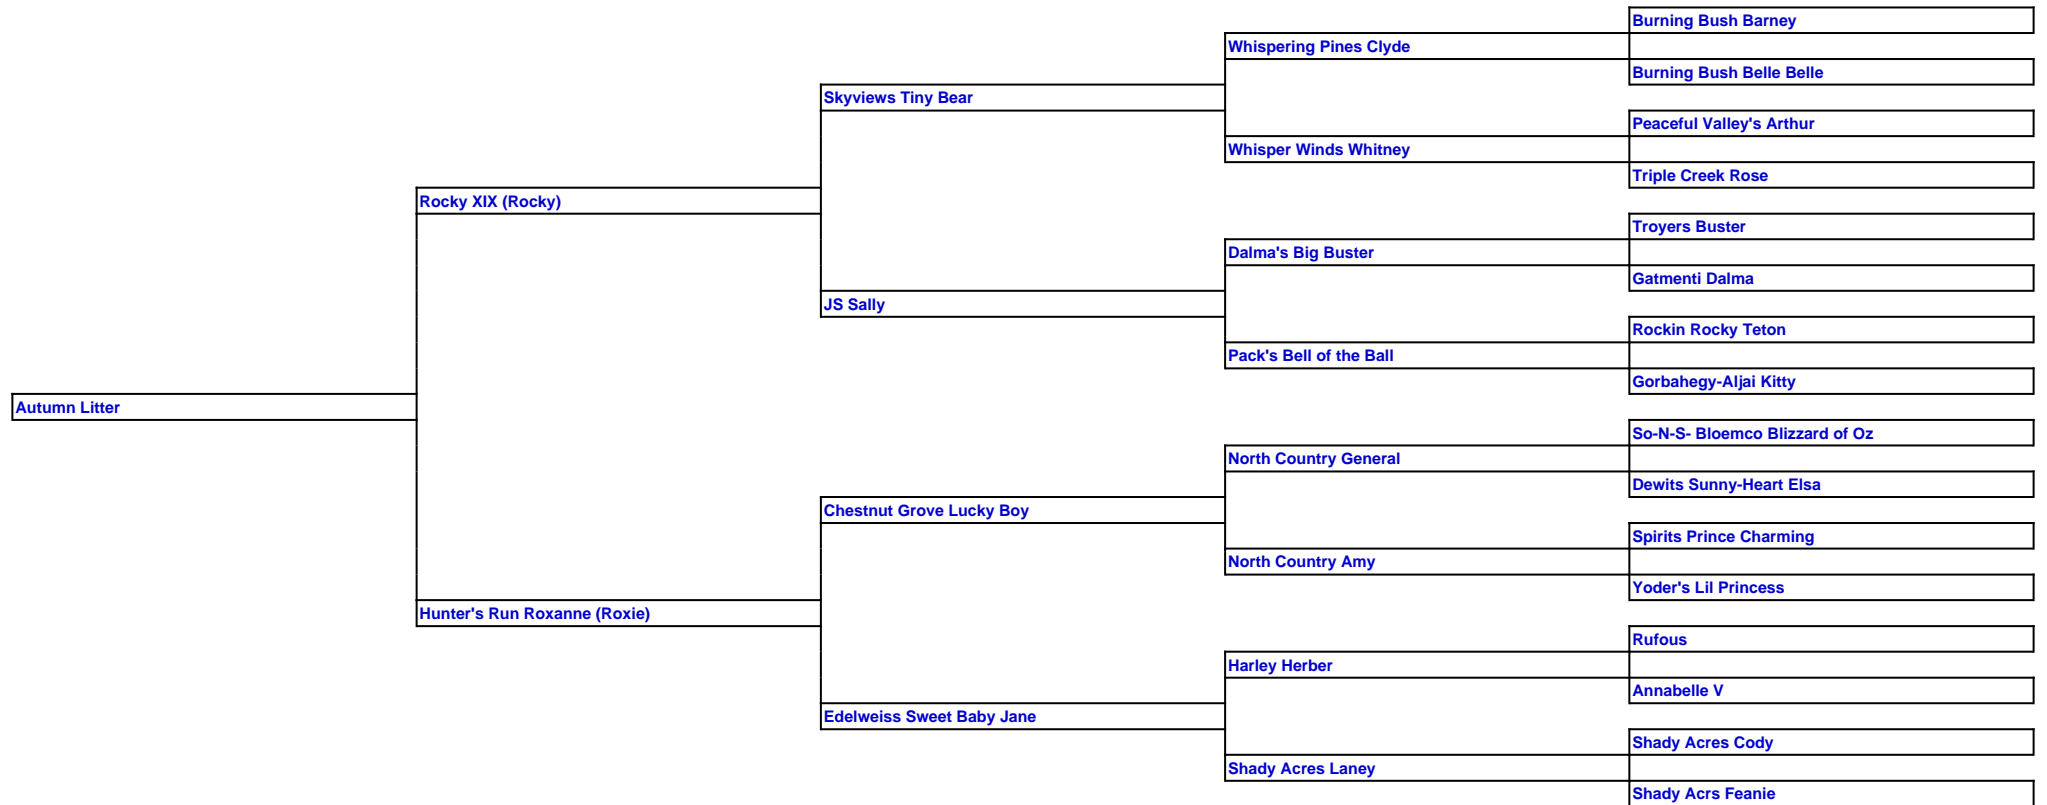 Burning Bush Barney
Whispering Pines Clyde
Burning Bush Belle Belle
Skyviews Tiny Bear
Peaceful Valley's Arthur
Whisper Winds Whitney
Triple Creek Rose
Rocky XIX (Rocky)
Troyers Buster
Dalma's Big Buster
Gatmenti Dalma
JS Sally
Rockin Rocky Teton
Pack's Bell of the Ball
Gorbahegy-Aljai Kitty
Autumn Litter
So-N-S- Bloemco Blizzard of Oz
North Country General
Dewits Sunny-Heart Elsa
Chestnut Grove Lucky Boy
Spirits Prince Charming
North Country Amy
Yoder's Lil Princess
Hunter's Run Roxanne (Roxie)
Rufous
Harley Herber
Annabelle V
Edelweiss Sweet Baby Jane
Shady Acres Cody
Shady Acres Laney
Shady Acrs Feanie